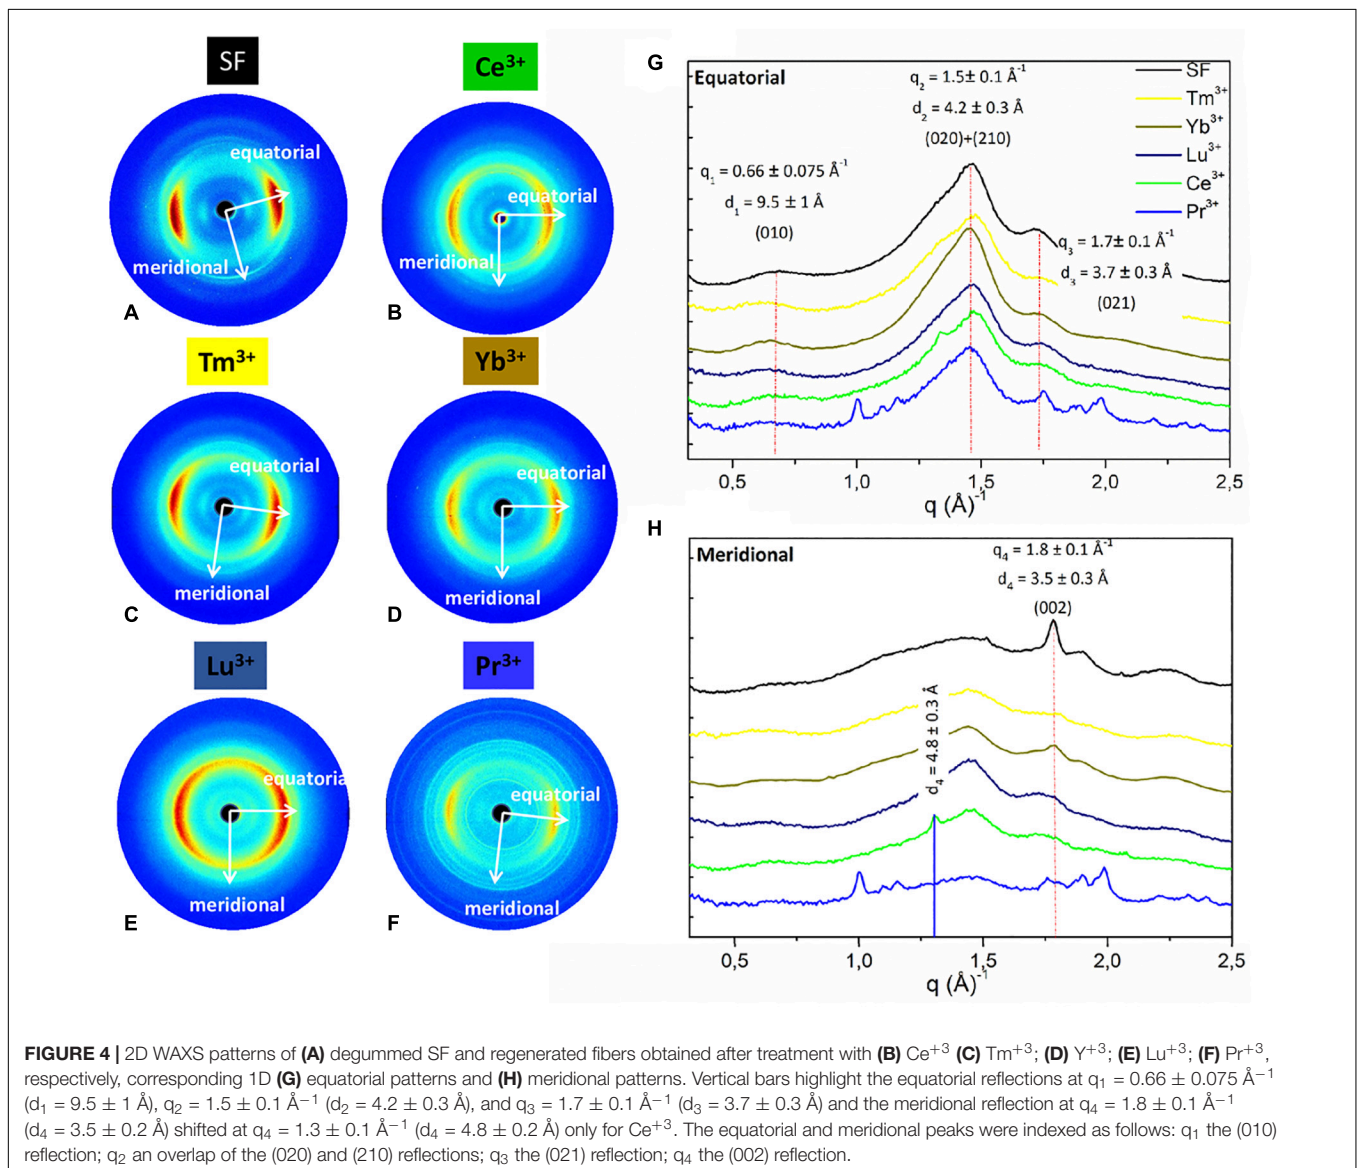 SF
equatorial
meridional
A
Ce3+
equatorial
meridional
B
Tm3+
equatorial
meridional
C
Yb3+
equatorial
meridional
D
Lu3+
equatoria
meridional
E
Pr3+
equatorial
meridional
F
G
Equatorial
q1 = 0.66 ± 0.075 Å-1
d1 = 9.5 ± 1 Å
(010)
q2 = 1.5± 0.1 Å-1
d2 = 4.2 ± 0.3 Å
(020)+(210)
q3 = 1.7± 0.1 Å-1
d3 = 3.7 ± 0.3 Å
(021)
SF
Tm3+
Yb3+
Lu3+
Ce3+
Pr3+
0,5 1,0 1,5 2,0 2,5
q (Å)-1
H
Meridional
q4 = 1.8 ± 0.1 Å-1
d4 = 3.5 ± 0.3 Å
(002)
d4 = 4.8 ± 0.3 Å
0,5 1,0 1,5 2,0 2,5
q (Å)-1
FIGURE 4 | 2D WAXS patterns of (A) degummed SF and regenerated fibers obtained after treatment with (B) Ce+3 (C) Tm+3; (D) Y+3; (E) Lu+3; (F) Pr+3,
respectively, corresponding 1D (G) equatorial patterns and (H) meridional patterns. Vertical bars highlight the equatorial reflections at q1 = 0.66 ± 0.075 Å−1
(d1 = 9.5 ± 1 Å), q2 = 1.5 ± 0.1 Å−1 (d2 = 4.2 ± 0.3 Å), and q3 = 1.7 ± 0.1 Å−1 (d3 = 3.7 ± 0.3 Å) and the meridional reflection at q4 = 1.8 ± 0.1 Å−1
(d4 = 3.5 ± 0.2 Å) shifted at q4 = 1.3 ± 0.1 Å−1 (d4 = 4.8 ± 0.2 Å) only for Ce+3. The equatorial and meridional peaks were indexed as follows: q1 the (010)
reflection; q2 an overlap of the (020) and (210) reflections; q3 the (021) reflection; q4 the (002) reflection.